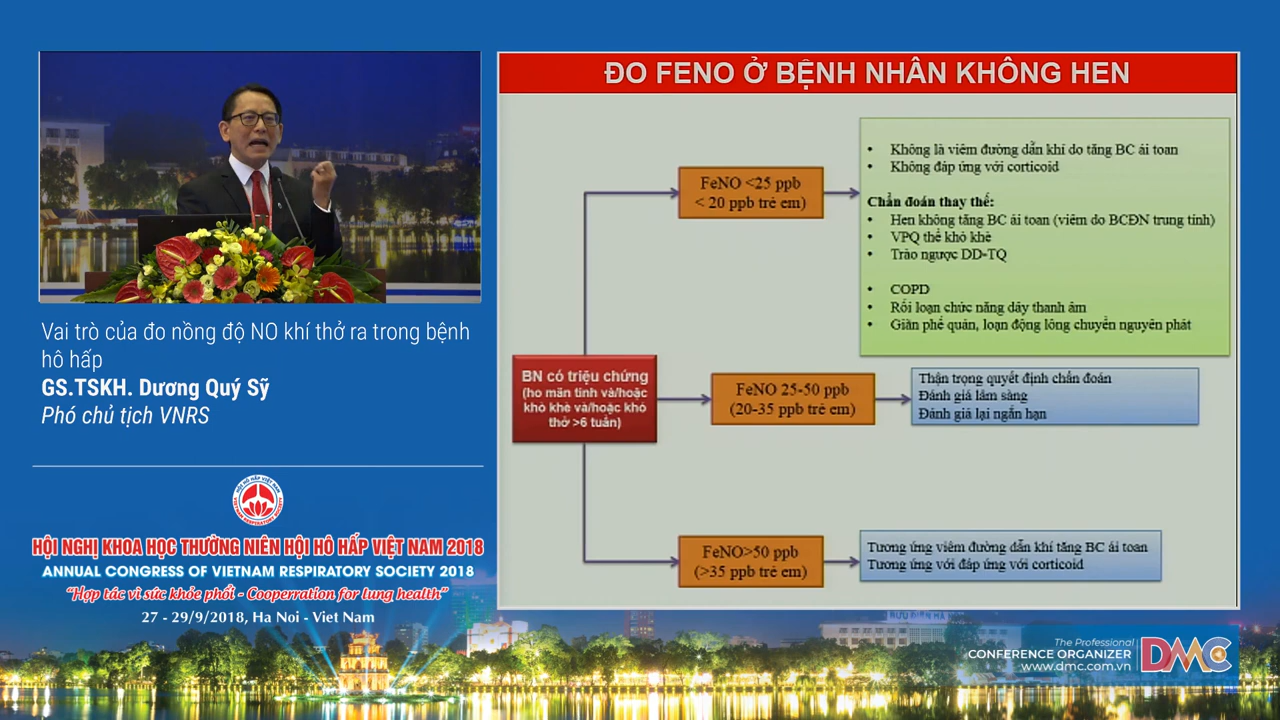 Vai trò của đo nồng độ NO khí thở ra trong bệnh
hô hấp
GS.TSKH. Dương Quý Sỹ
Phó chủ tịch VNRS
HỘI HÔ HẤP VIỆT NAM
VIETNAM RESPIRATORY SOCIETY
HỘI NGHỊ KHOA HỌC THƯỜNG NIÊN HỘI HÔ HẤP VIỆT NAM 2018
ANNUAL CONGRESS OF VIETNAM RESPIRATORY SOCIETY 2018
"Hợp tác vì sức khỏe phổi - Cooperration for lung health"
27 - 29/9/2018, Ha Noi - Viet Nam
ĐO FENO Ở BỆNH NHÂN KHÔNG HEN
BN có triệu chứng
(ho mãn tính và/hoặc
khò khè và/hoặc khó
thở >6 tuần)
FeNO <25 ppb
< 20 ppb trẻ em)
• Không là viêm đường dẫn khí do tăng BC ái toan
• Không đáp ứng với corticoid
Chẩn đoán thay thế:
• Hen không tăng BC ái toan (viêm do BCĐN trung tính)
• VPQ thể khò khè
• Trào ngược DD-TQ
• COPD
• Rối loạn chức năng dây thanh âm
• Giãn phế quản, loạn động lông chuyển nguyên phát
FeNO 25-50 ppb
(20-35 ppb trẻ em)
Thận trọng quyết định chẩn đoán
Đánh giá lâm sàng
Đánh giá lại ngắn hạn
FeNO>50 ppb
(>35 ppb trẻ em)
Tương ứng viêm đường dẫn khí tăng BC ái toan
Tương ứng với đáp ứng với corticoid
The Professional
CONFERENCE ORGANIZER
www.dmc.com.vn
DMC